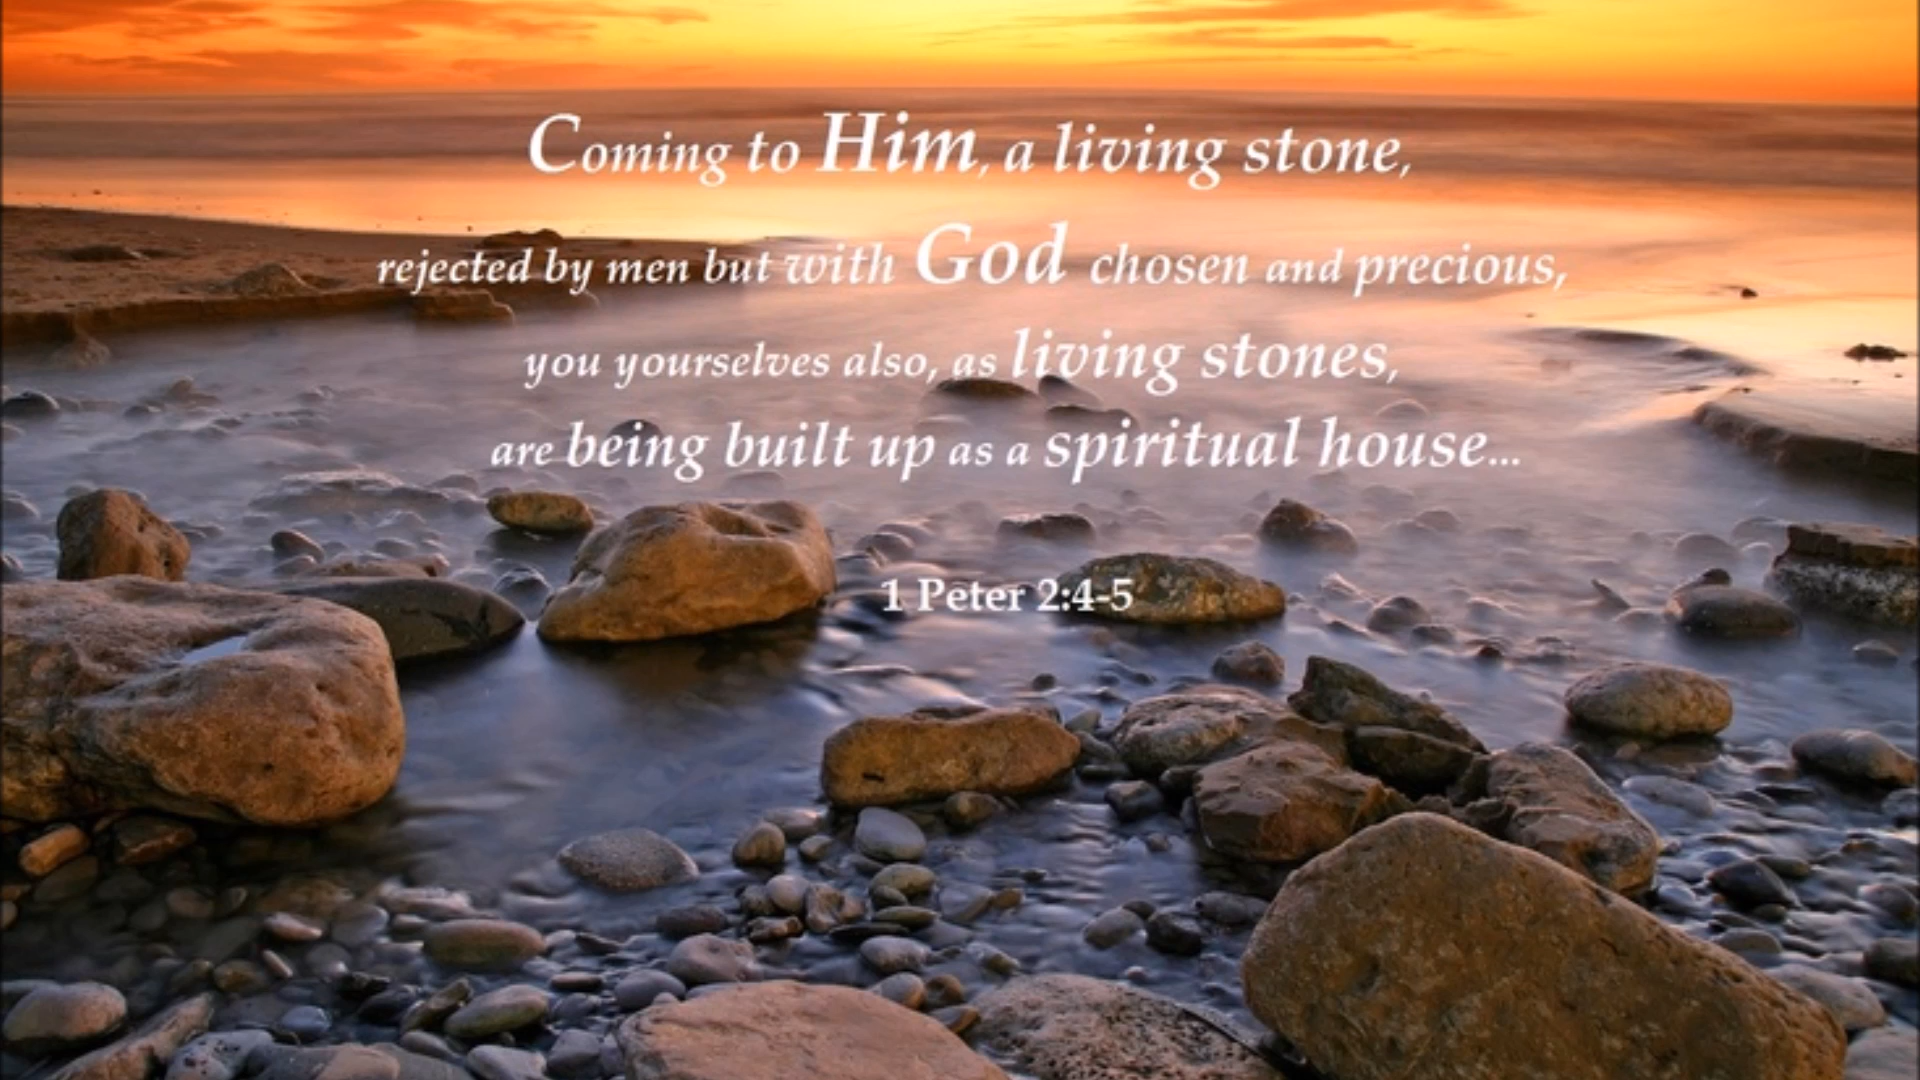 Coming to Him, a living stone,
rejected by men but with God chosen and precious,
you yourselves also, as living stones,
are being built up as a spiritual house...
1 Peter 2:4-5